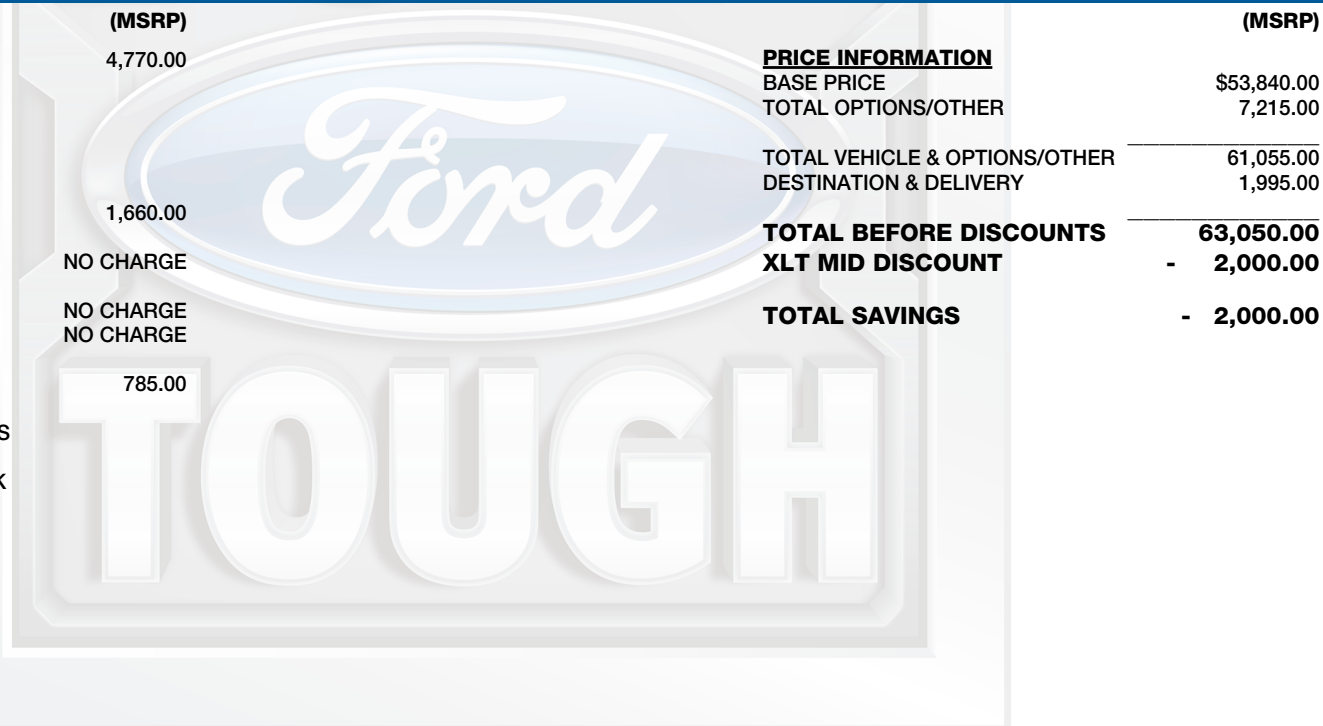 (MSRP)
4,770.00
1,660.00
NO CHARGE
NO CHARGE
NO CHARGE
785.00
S
K
Ford
TOUGH
(MSRP)
PRICE INFORMATION
BASE PRICE $53,840.00
TOTAL OPTIONS/OTHER 7,215.00
TOTAL VEHICLE & OPTIONS/OTHER 61,055.00
DESTINATION & DELIVERY 1,995.00
TOTAL BEFORE DISCOUNTS 63,050.00
XLT MID DISCOUNT - 2,000.00
TOTAL SAVINGS - 2,000.00